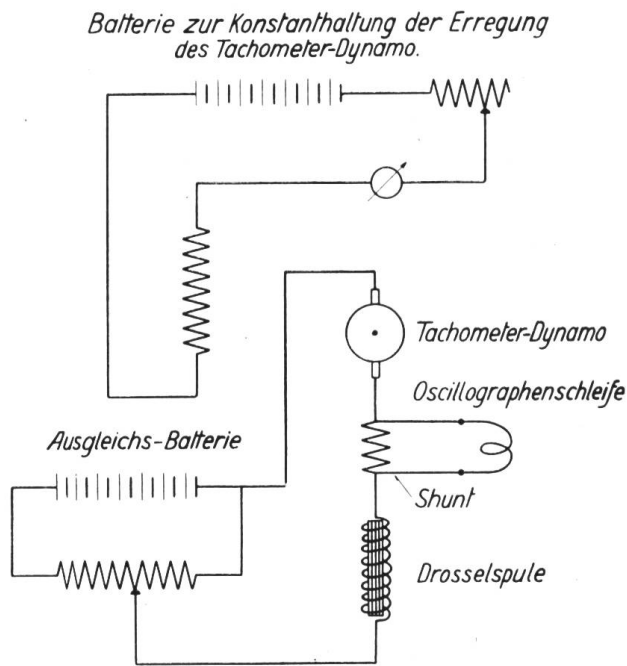 Batterie zur Konstanthaltung der Erregung
des Tachometer-Dynamo.
Tachometer-Dynamo
Oscillographenschleife
Ausgleichs-Batterie
Shunt
Drosselspule